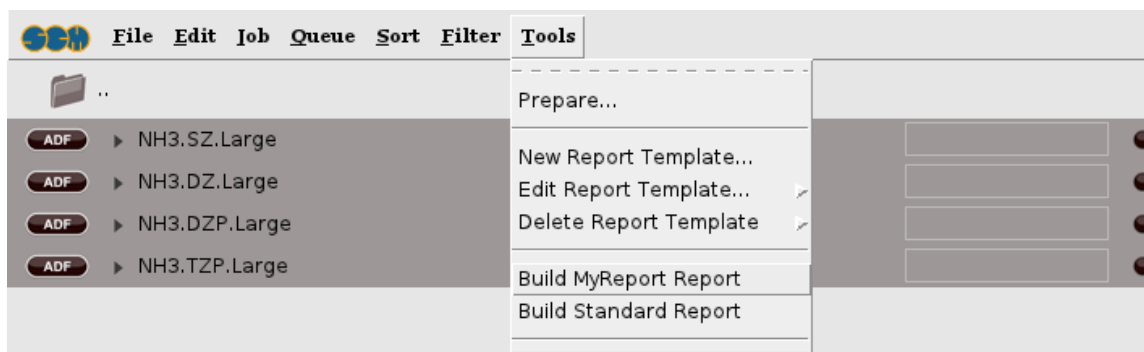 SCM File Edit Job Queue Sort Filter Tools
..
Prepare...
ADF NH3.SZ.Large
New Report Template...
ADF NH3.DZ.Large
Edit Report Template...
ADF NH3.DZP.Large
Delete Report Template
ADF NH3.TZP.Large
Build MyReport Report
Build Standard Report